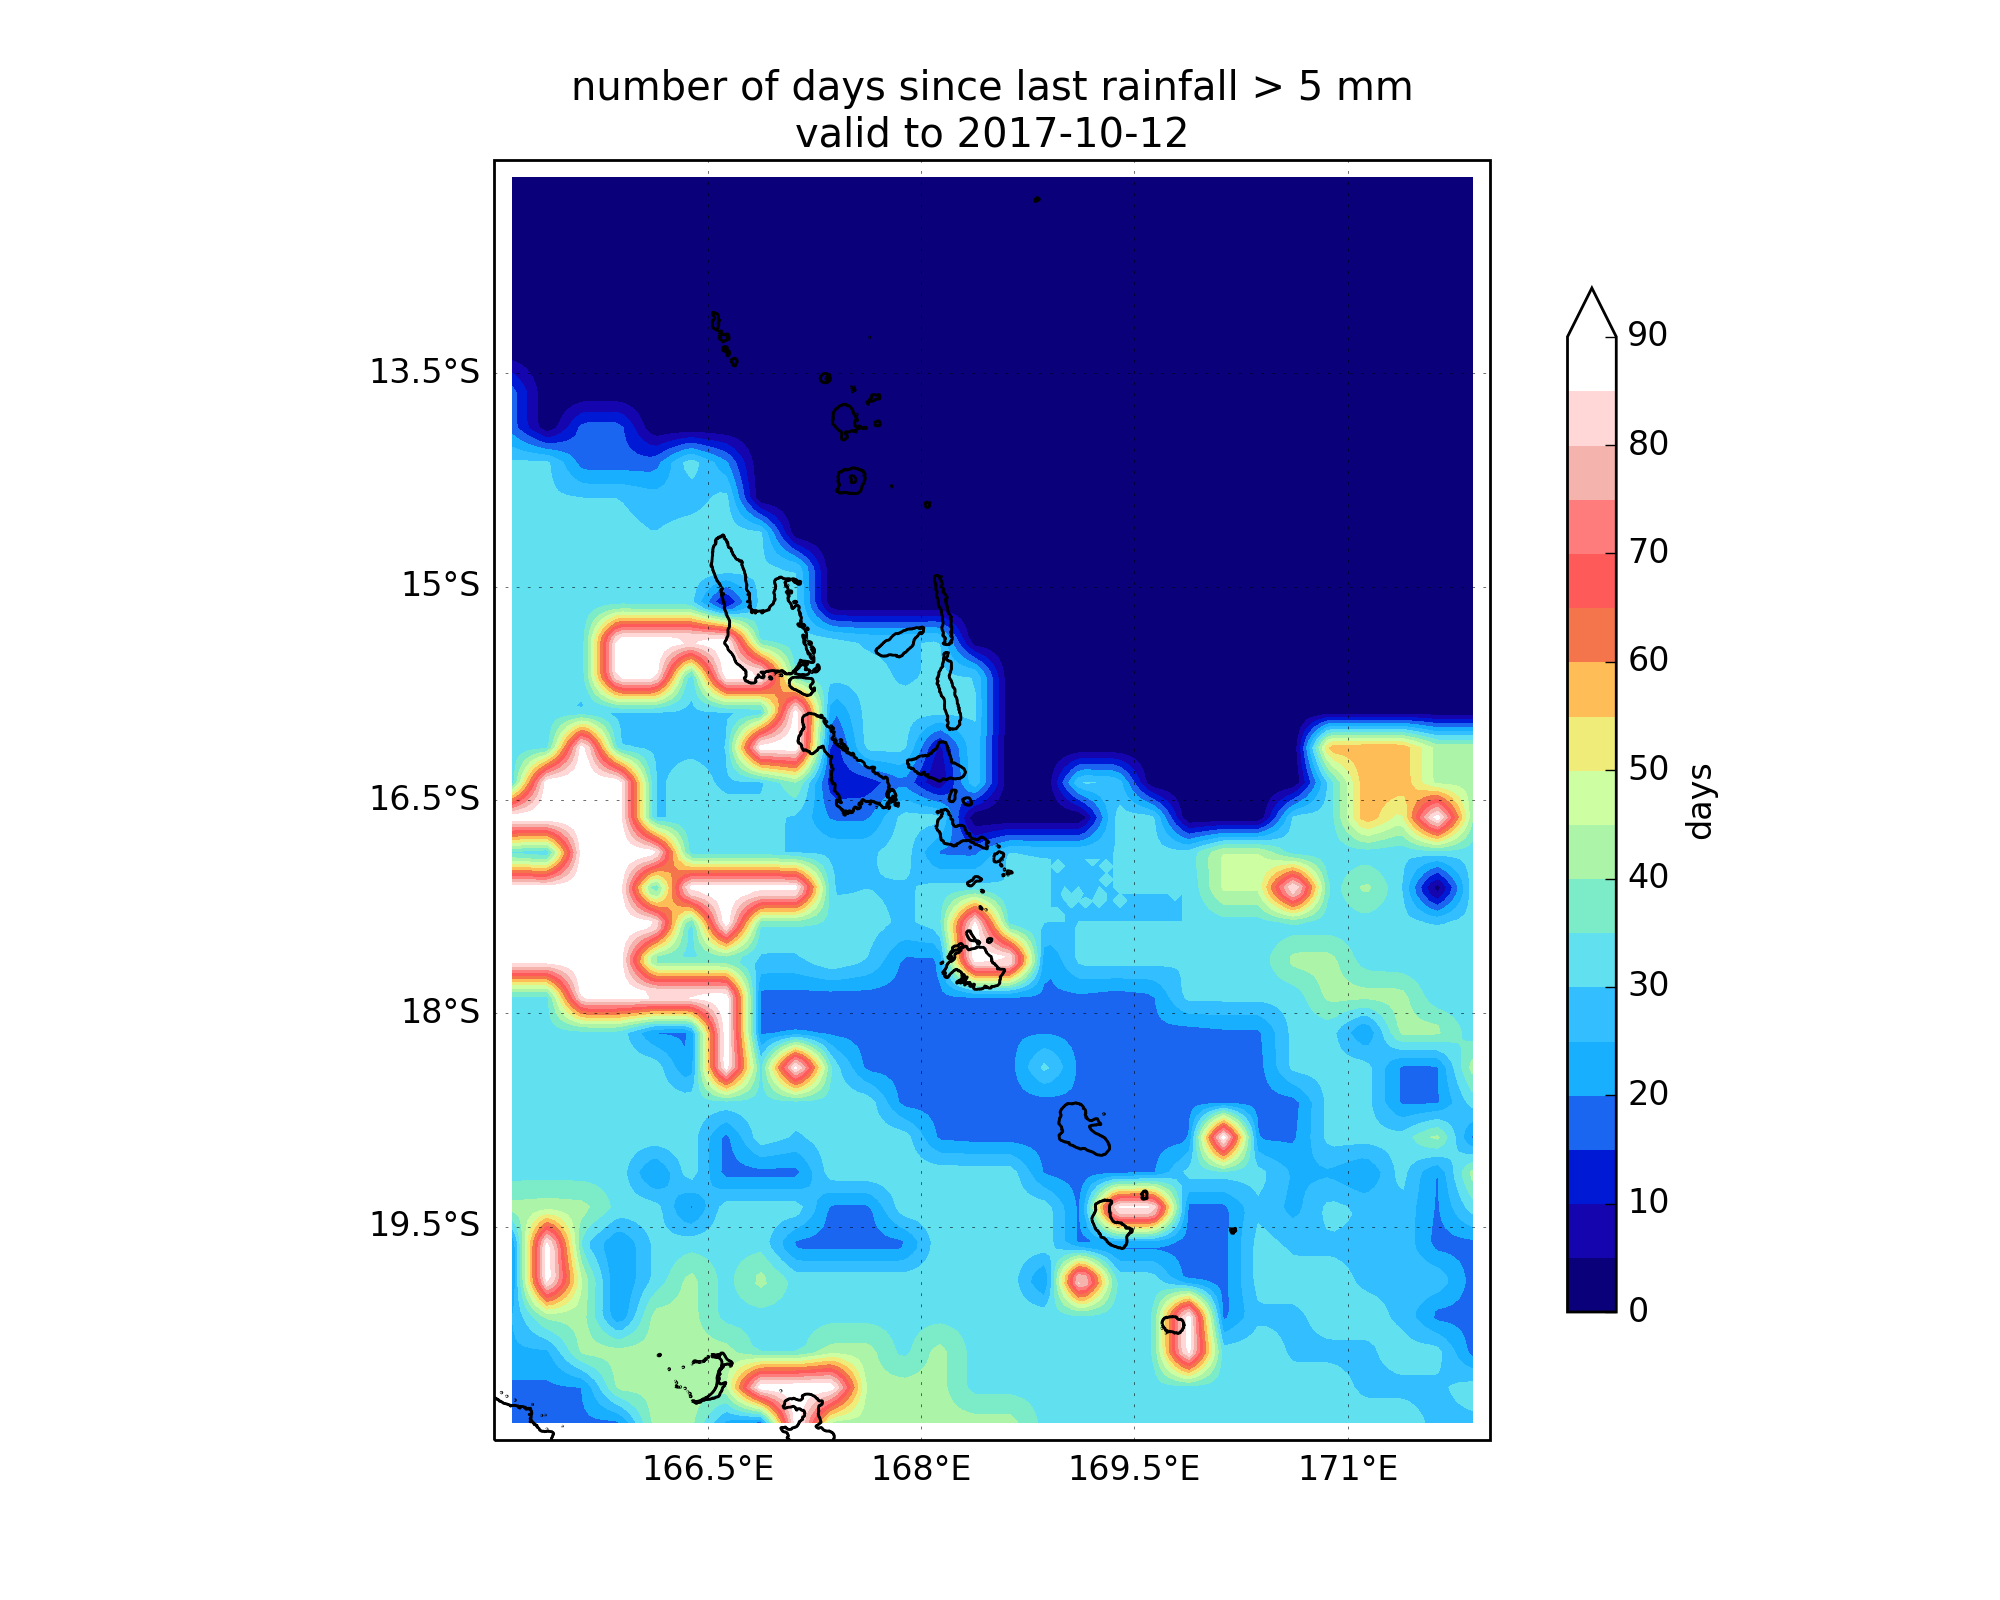 number of days since last rainfall > 5 mm
valid to 2017-10-12
13.5°S
15°S
16.5°S
18°S
19.5°S
166.5°E
168°E
169.5°E
171°E
90
80
70
60
50
40
30
20
10
0
days